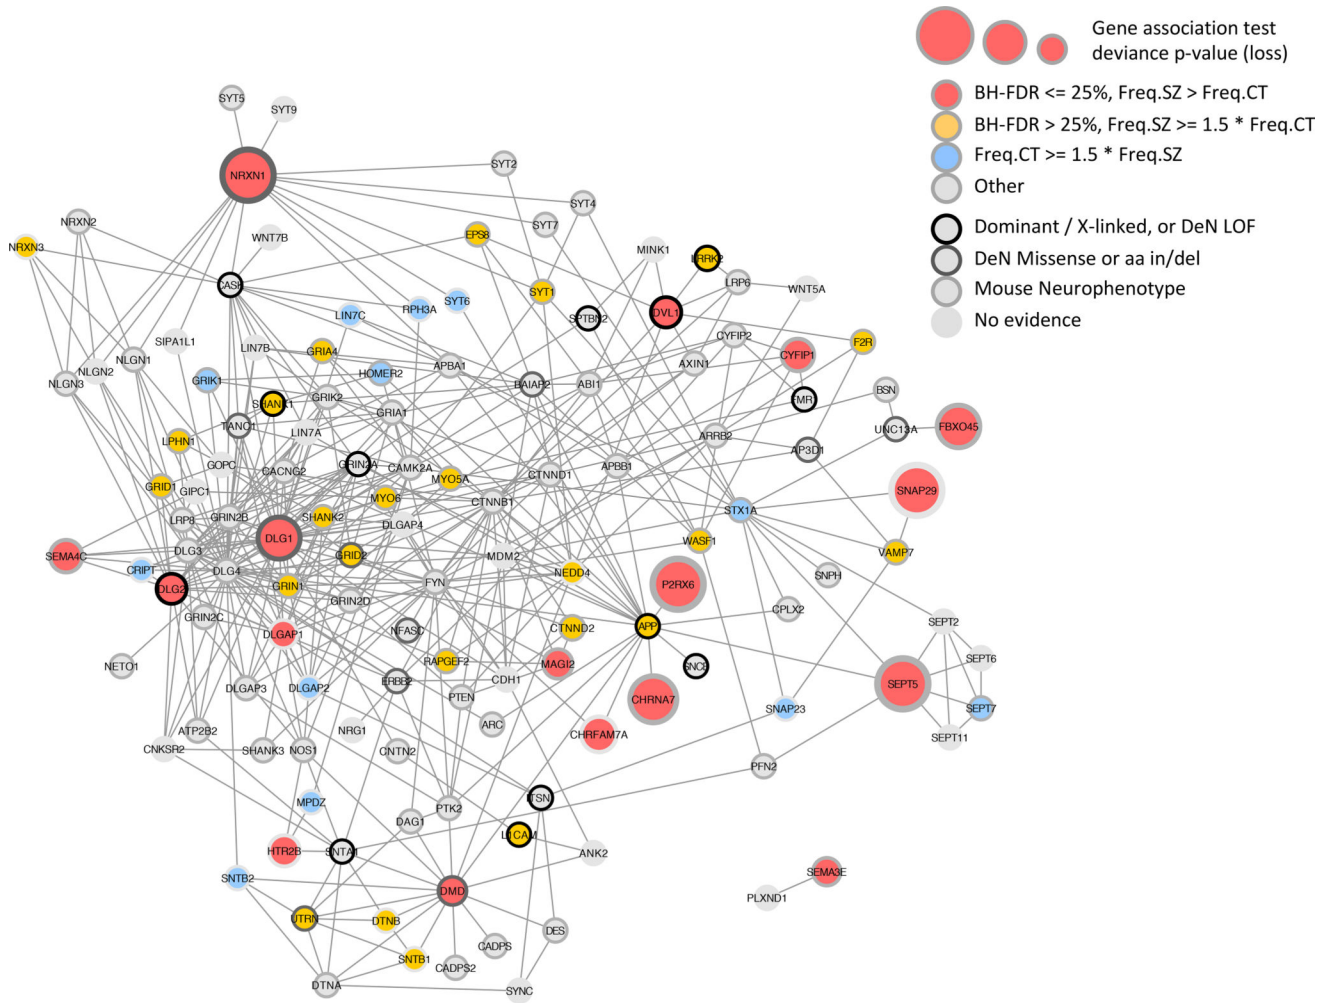 Gene association test
deviance p-value (loss)
BH-FDR <= 25%, Freq.SZ > Freq.CT
BH-FDR > 25%, Freq.SZ >= 1.5 * Freq.CT
Freq.CT >= 1.5 * Freq.SZ
Other
Dominant / X-linked, or DeN LOF
DeN Missense or aa in/del
Mouse Neurophenotype
No evidence
SYT5
SYT9
NRXN1
SYT2
SYT4
NRXN2
SYT7
NRXN3
WNT7B
EPS8
MINK1
LRRK2
CASK
LRP6
WNT5A
SYT1
LIN7C
RPH3A
SYT6
SPTBN2
DVL1
SIPA1L1
LIN7B
GRIA4
CYFIP2
F2R
NLGN1
NLGN2
NLGN3
GRIK1
HOMER2
APBA1
BAIAP2
ABI1
AXIN1
CYFIP1
BSN
SHANK1
GRIK2
GRIA1
FMR1
TANC1
LIN7A
LPHN1
ARRB2
AP3D1
UNC13A
FBXO45
GOPC
CACNG2
GRIN2A
CAMK2A
MYO5A
CTNND1
APBB1
GRID1
GIPC1
MYO6
CTNNB1
SNAP29
LRP8
GRIN2B
SHANK2
DLGAP4
STX1A
DLG1
SEMA4C
DLG3
GRID2
MDM2
WASF1
VAMP7
CRIPT
DLG4
NEDD4
P2RX6
SNPH
DLG2
GRIN1
FYN
GRIN2D
GRIN2C
CPLX2
DLGAP1
NFASC
CTNND2
APP
SEPT2
NETO1
RAPGEF2
MAGI2
SNCB
SEPT6
DLGAP3
DLGAP2
ERBB2
CDH1
PTEN
CHRNA7
SEPT5
SNAP23
SEPT7
ATP2B2
NRG1
ARC
CHRFAM7A
SEPT11
CNKSR2
SHANK3
NOS1
CNTN2
PFN2
MPDZ
PTK2
ITSN1
DAG1
L1CAM
HTR2B
SNTA1
ANK2
SNTB2
DMD
SEMA3E
PLXND1
UTRN
DTNB
DES
CADPS
SNTB1
CADPS2
DTNA
SYNC